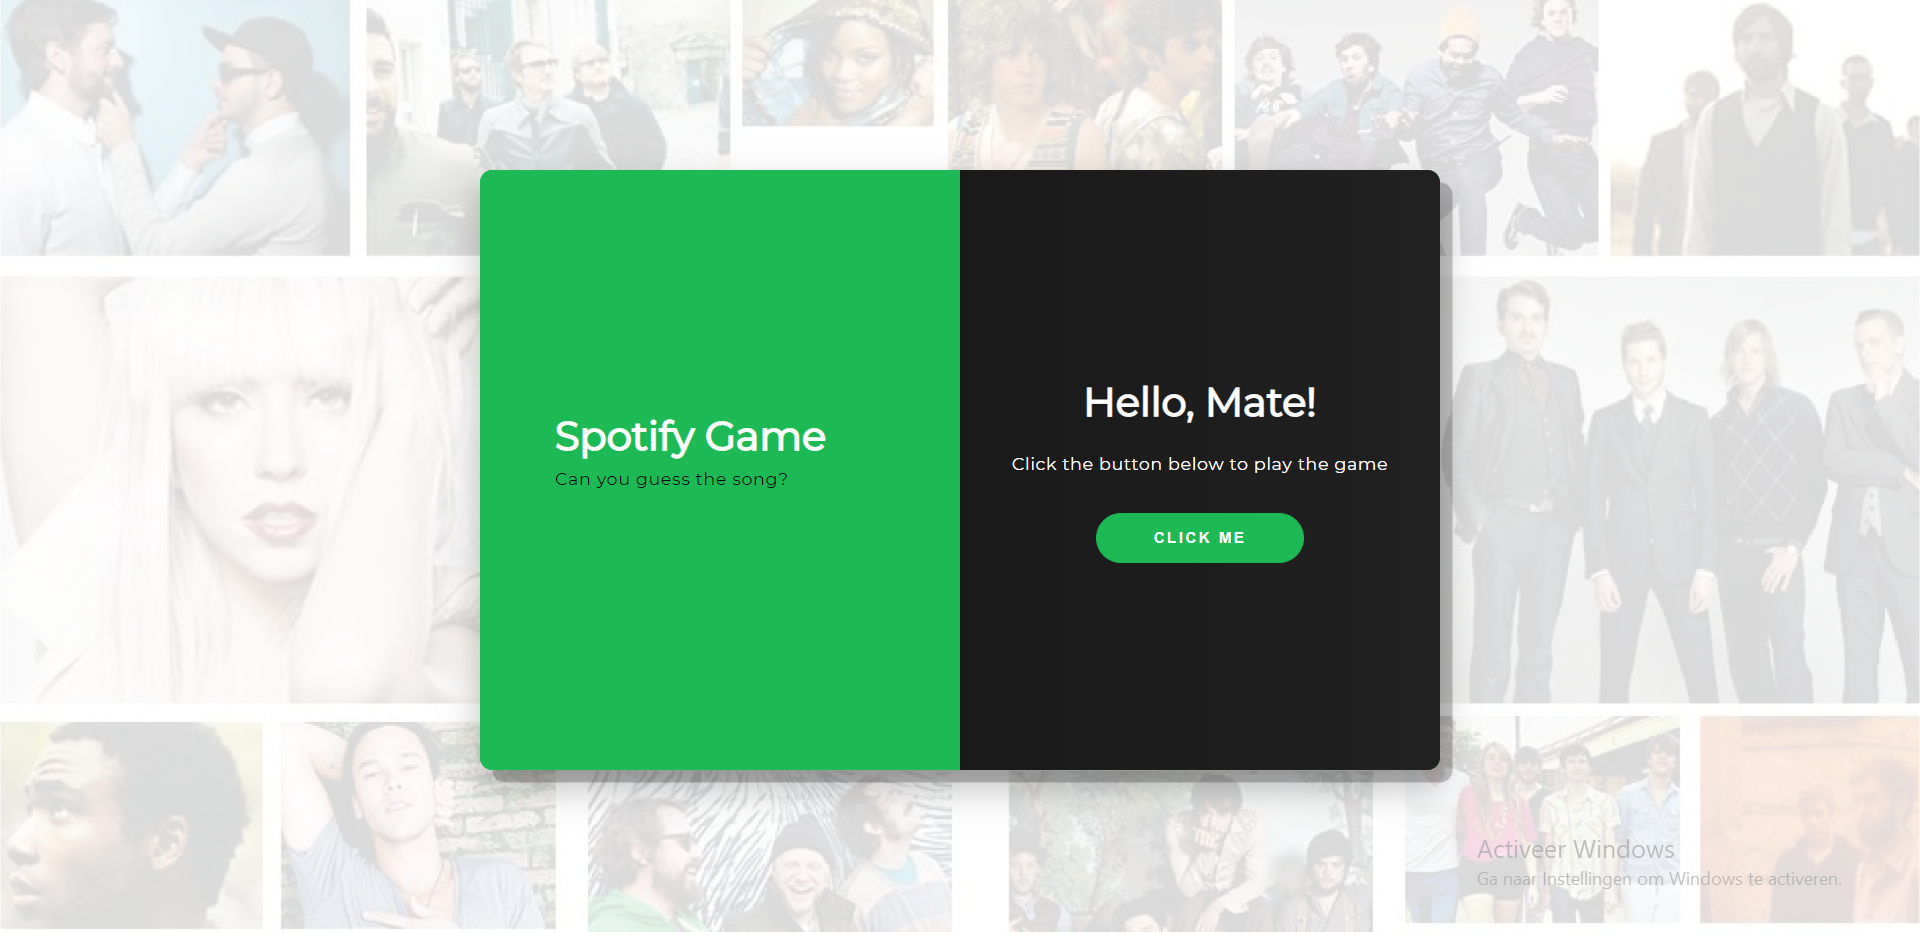 Spotify Game
Can you guess the song?
Hello, Mate!
Click the button below to play the game
CLICK ME
Activeer Windows
Ga naar Instellingen om Windows te activeren.